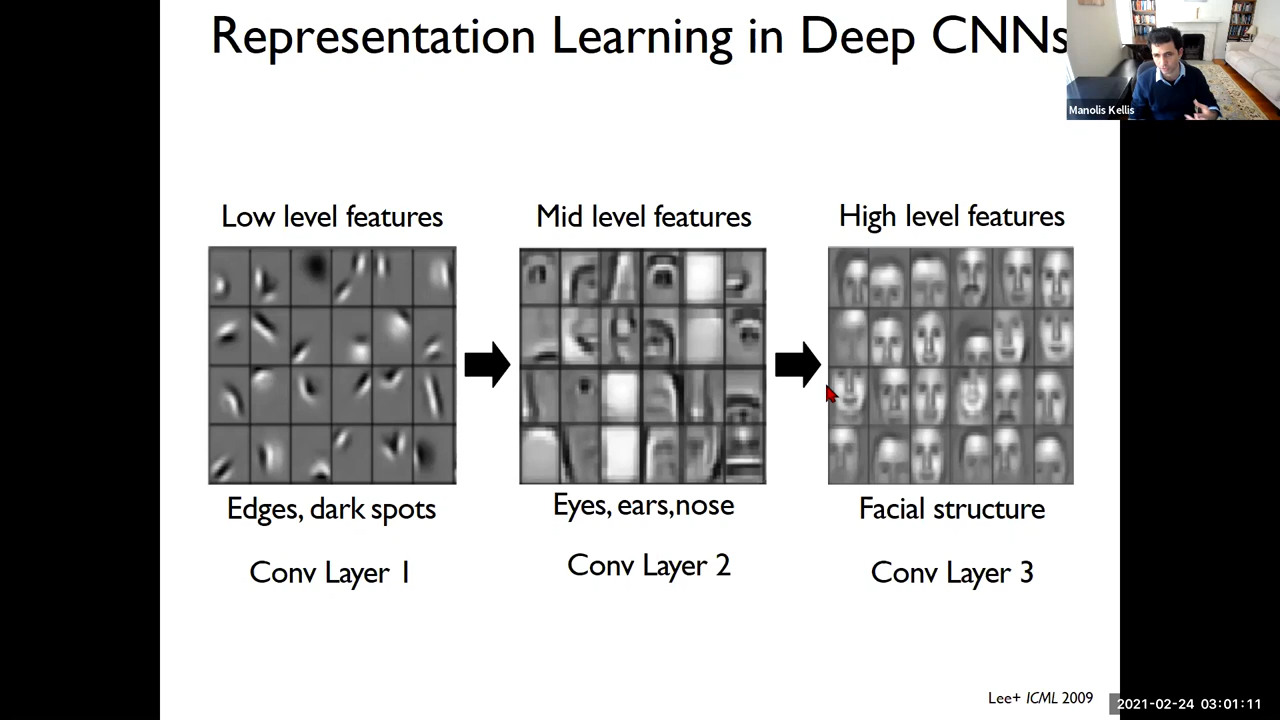 Representation Learning in Deep CNNs
Manolis Kellis
Low level features
Mid level features
High level features
Edges, dark spots
Eyes, ears,nose
Facial structure
Conv Layer 1
Conv Layer 2
Conv Layer 3
Lee+ ICML 2009
2021-02-24 03:01:11